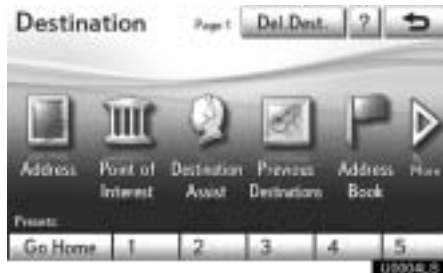 Destination Page 1 Del.Dest. ?
Address Point of Interest Destination Assist Previous Destinations Address Book More
Presets
Go Home 1 2 3 4 5